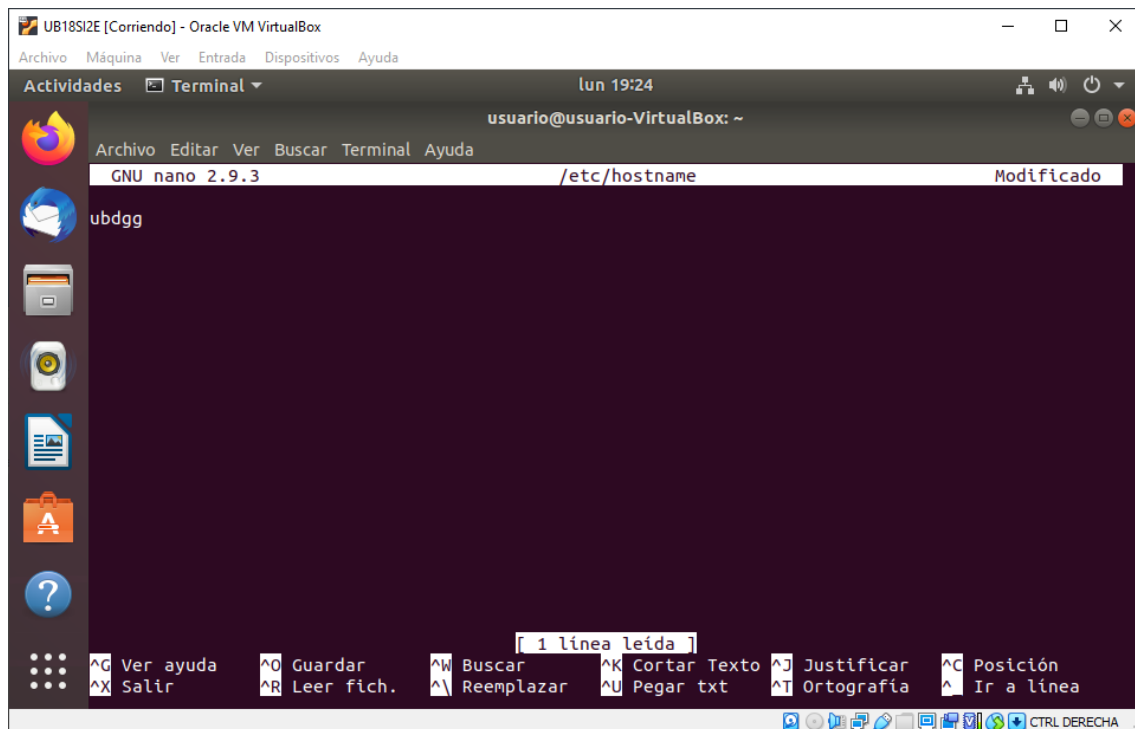 UB18SI2E [Corriendo] - Oracle VM VirtualBox
Archivo Máquina Ver Entrada Dispositivos Ayuda
Actividades Terminal lun 19:24
usuario@usuario-VirtualBox: ~
Archivo Editar Ver Buscar Terminal Ayuda
GNU nano 2.9.3 /etc/hostname Modificado
ubdgg
[ 1 línea leída ]
^G Ver ayuda ^O Guardar ^W Buscar ^K Cortar Texto ^J Justificar ^C Posición
^X Salir ^R Leer fich. ^\ Reemplazar ^U Pegar txt ^T Ortografía ^_ Ir a línea
CTRL DERECHA